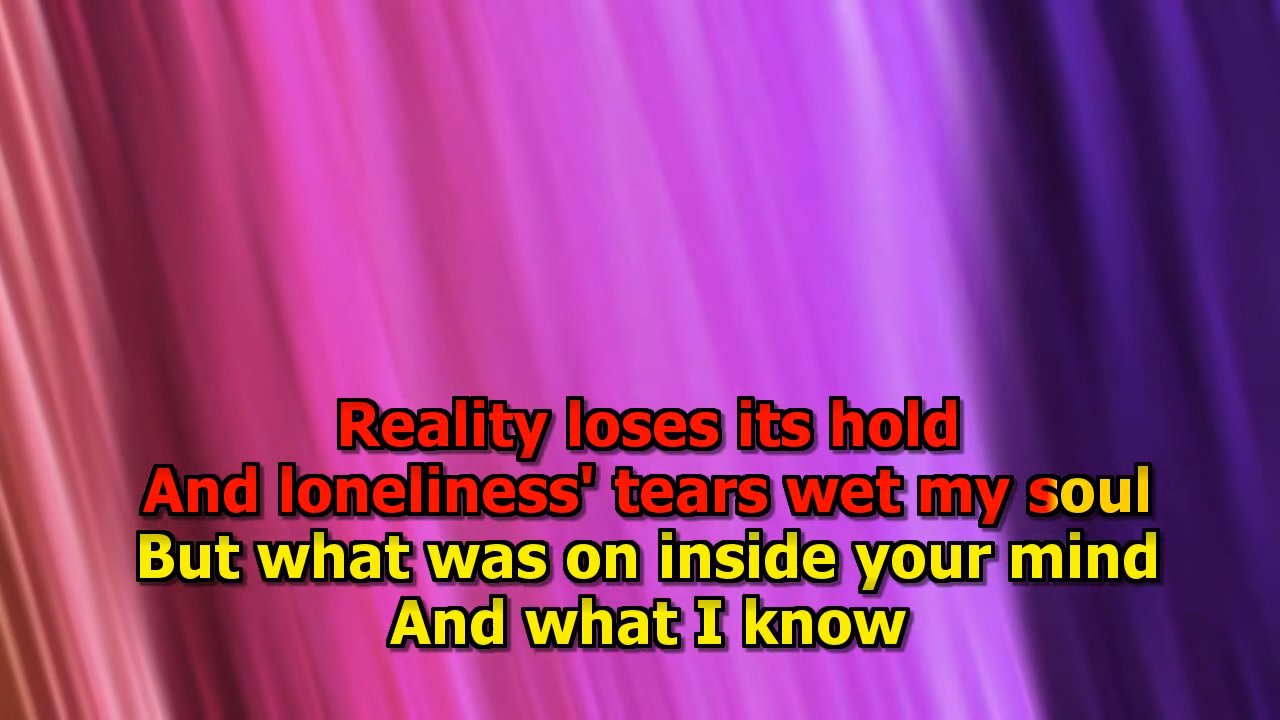 Reality loses its hold
And loneliness' tears wet my soul
But what was on inside your mind
And what I know